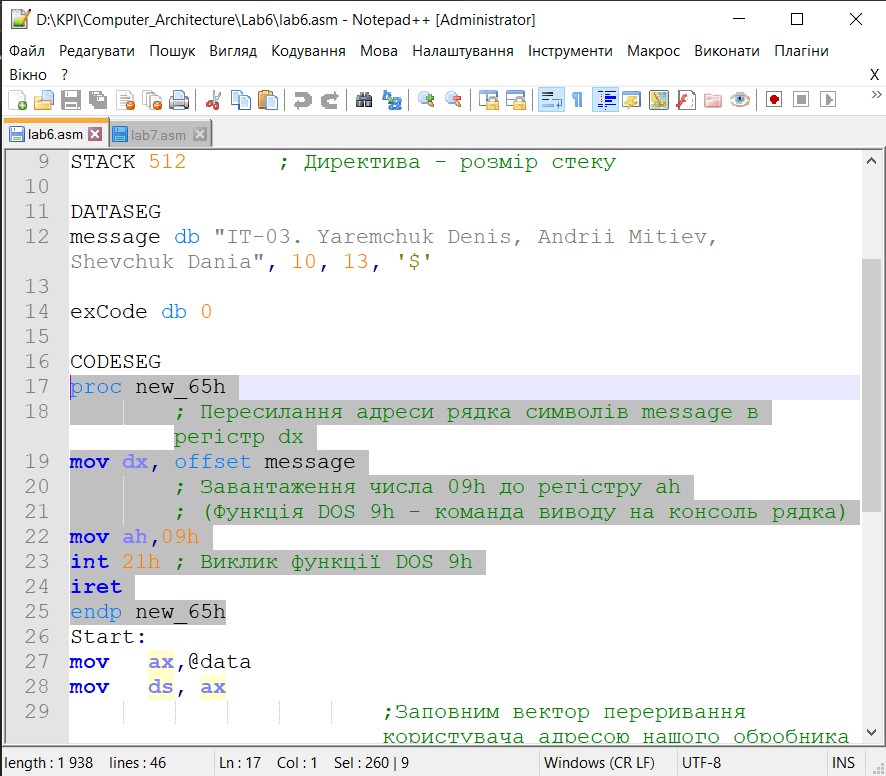 D:\KPI\Computer_Architecture\Lab6\lab6.asm - Notepad++ [Administrator]
Файл Редагувати Пошук Вигляд Кодування Мова Налаштування Інструменти Макрос Виконати Плагіни
Вікно ? X
lab6.asm lab7.asm
9 STACK 512 ; Директива - розмір стеку
10
11 DATASEG
12 message db "IT-03. Yaremchuk Denis, Andrii Mitiev,
Shevchuk Dania", 10, 13, '$'
13
14 exCode db 0
15
16 CODESEG
17 proc new_65h
18 ; Пересилання адреси рядка символів message в
регістр dx
19 mov dx, offset message
20 ; Завантаження числа 09h до регістру ah
21 ; (Функція DOS 9h - команда виводу на консоль рядка)
22 mov ah,09h
23 int 21h ; Виклик функції DOS 9h
24 iret
25 endp new_65h
26 Start:
27 mov ax,@data
28 mov ds, ax
29 ;Заповним вектор переривання
користувача адресою нашого обробника
length : 1 938 lines : 46 Ln : 17 Col : 1 Sel : 260 | 9 Windows (CR LF) UTF-8 INS